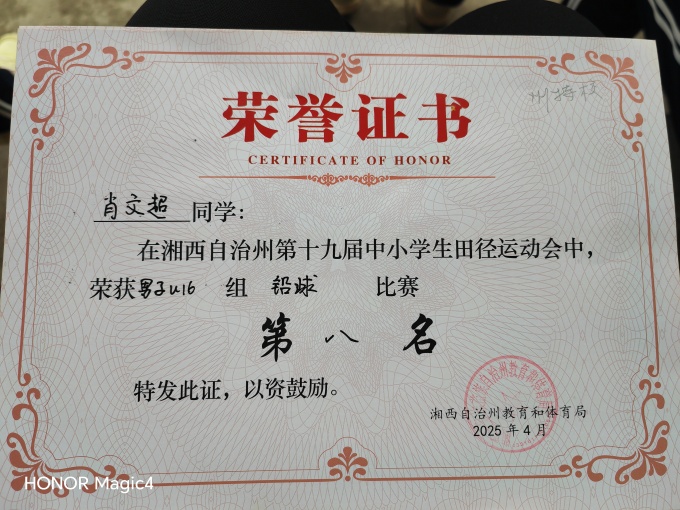 荣誉证书
州特校
CERTIFICATE OF HONOR
肖文超同学：
在湘西自治州第十九届中小学生田径运动会中，
荣获男子U16 组 铅球 比赛
第八名
特发此证，以资鼓励。
湘西自治州教育和体育局
2025 年 4 月
HONOR Magic4